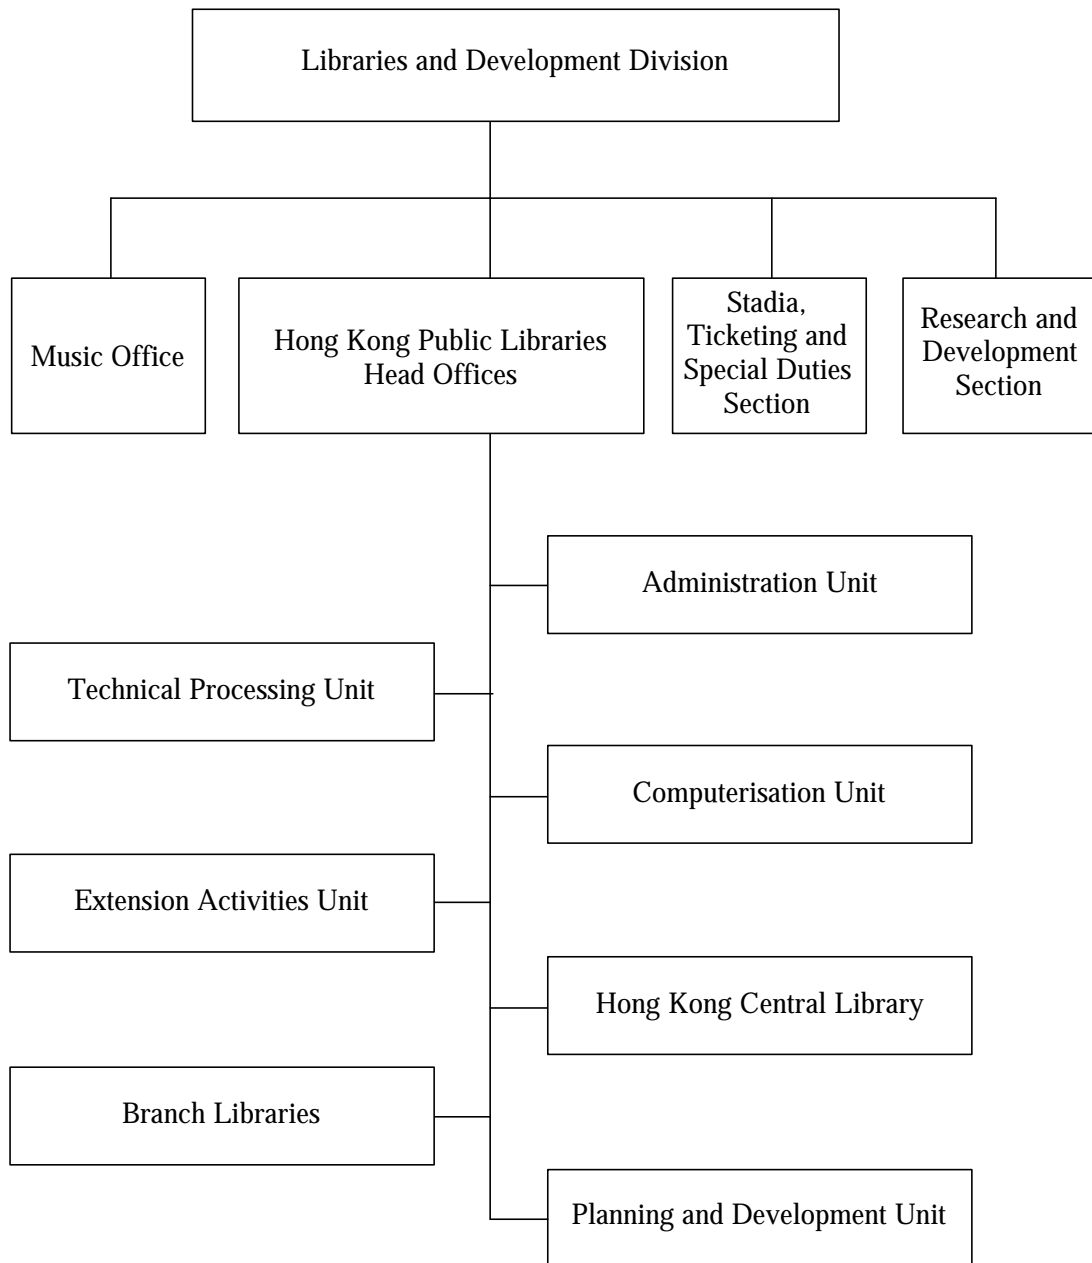 Libraries and Development Division
Music Office
Hong Kong Public Libraries
Head Offices
Stadia,
Ticketing and
Special Duties
Section
Research and
Development
Section
Administration Unit
Technical Processing Unit
Computerisation Unit
Extension Activities Unit
Hong Kong Central Library
Branch Libraries
Planning and Development Unit